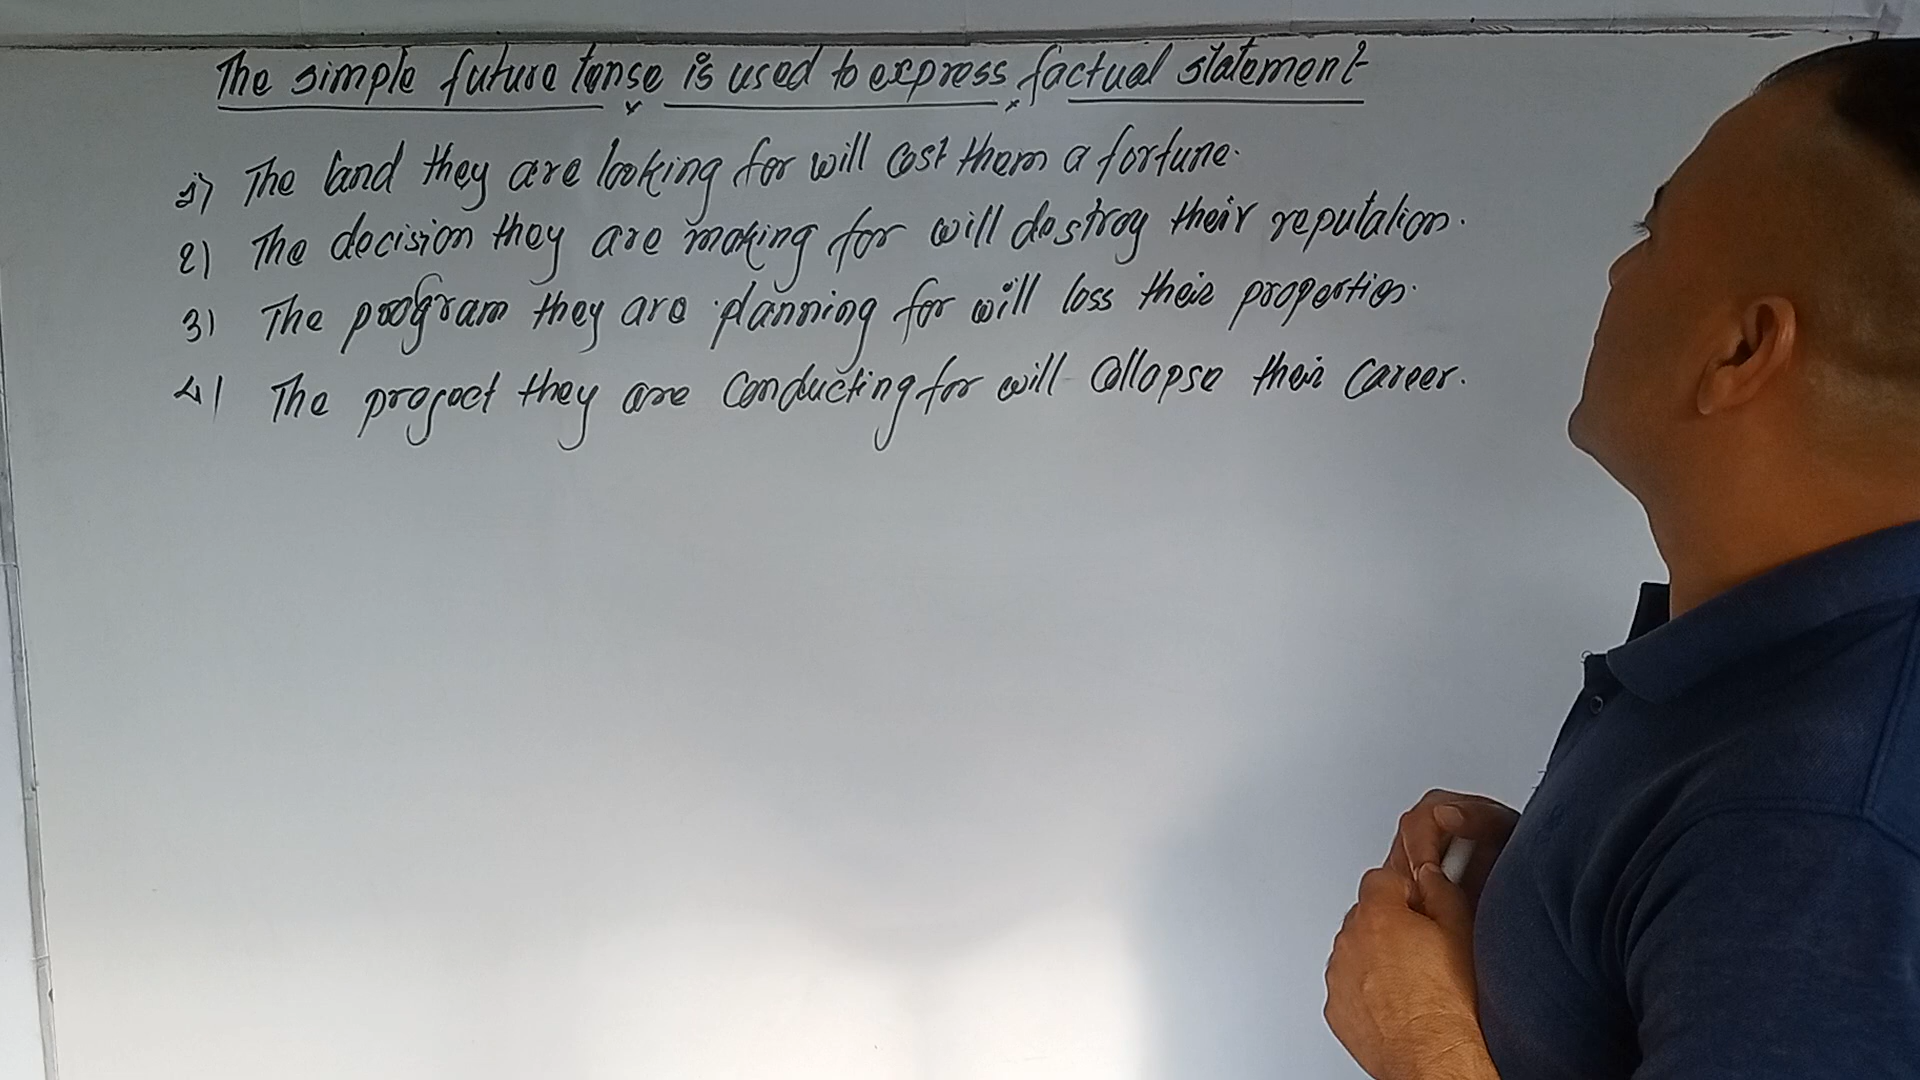 The simple future tense is used to express factual statement
1) The land they are looking for will cost them a fortune.
2) The decision they are making for will destroy their reputation.
3) The program they are planning for will loss their properties.
4) The project they are conducting for will collapse their career.